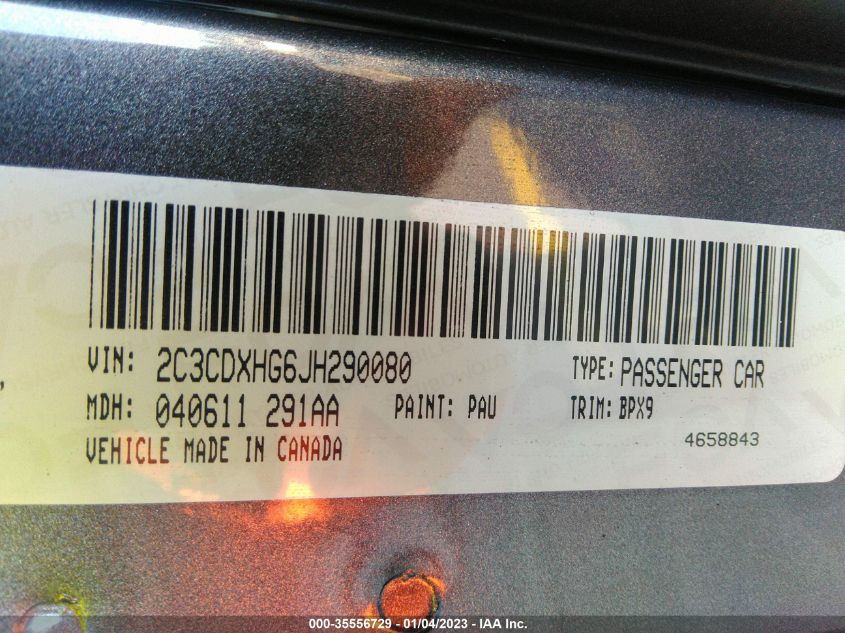 VIN: 2C3CDXHG6JH290080 TYPE: PASSENGER CAR
MDH: 040611 291AA PAINT: PAU TRIM: BPX9
VEHICLE MADE IN CANADA 4658843
000-35556729 - 01/04/2023 - IAA Inc.